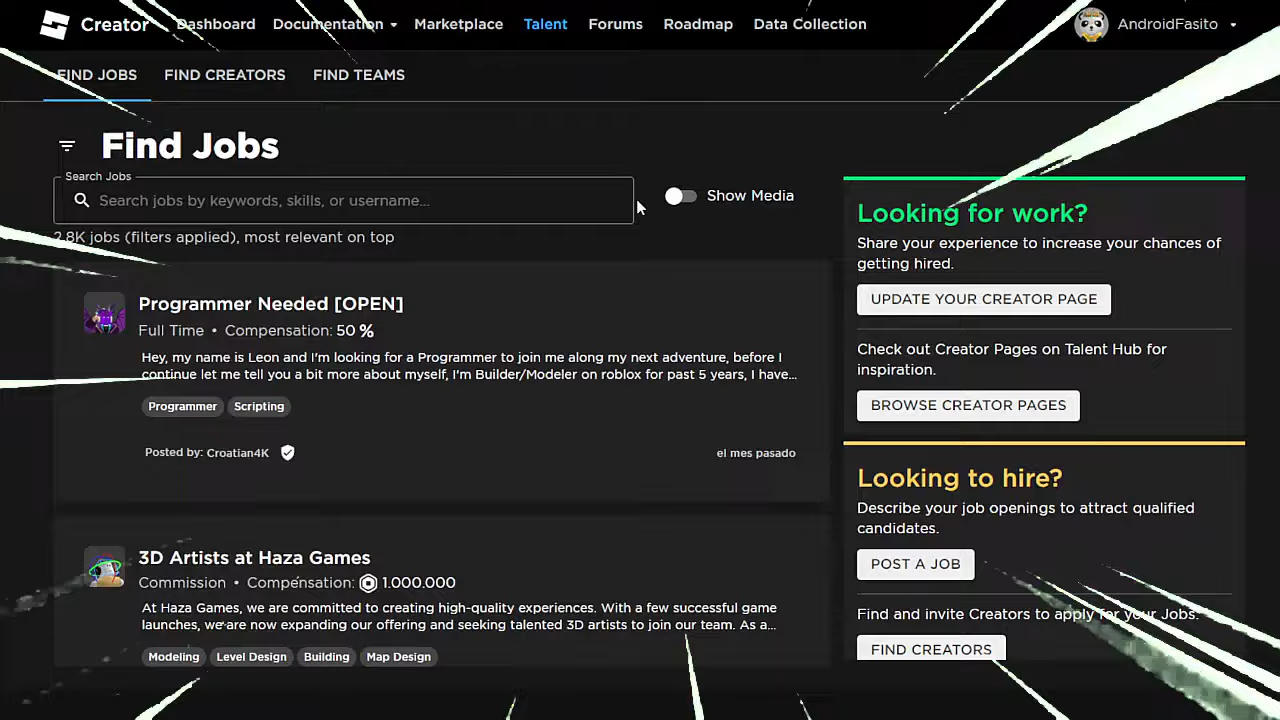 Creator Dashboard Documentation Marketplace Talent Forums Roadmap Data Collection AndroidFasito
FIND JOBS FIND CREATORS FIND TEAMS
Find Jobs
Search Jobs
Search jobs by keywords, skills, or username...
Show Media
2.8K jobs (filters applied), most relevant on top
Programmer Needed [OPEN]
Full Time • Compensation: 50 %
Hey, my name is Leon and I'm looking for a Programmer to join me along my next adventure, before I
continue let me tell you a bit more about myself, I'm Builder/Modeler on roblox for past 5 years, I have...
Programmer Scripting
Posted by: Croatian4K
el mes pasado
3D Artists at Haza Games
Commission • Compensation: 1.000.000
At Haza Games, we are committed to creating high-quality experiences. With a few successful game
launches, we are now expanding our offering and seeking talented 3D artists to join our team. As a...
Modeling Level Design Building Map Design
Looking for work?
Share your experience to increase your chances of
getting hired.
UPDATE YOUR CREATOR PAGE
Check out Creator Pages on Talent Hub for
inspiration.
BROWSE CREATOR PAGES
Looking to hire?
Describe your job openings to attract qualified
candidates.
POST A JOB
Find and invite Creators to apply for your Jobs.
FIND CREATORS